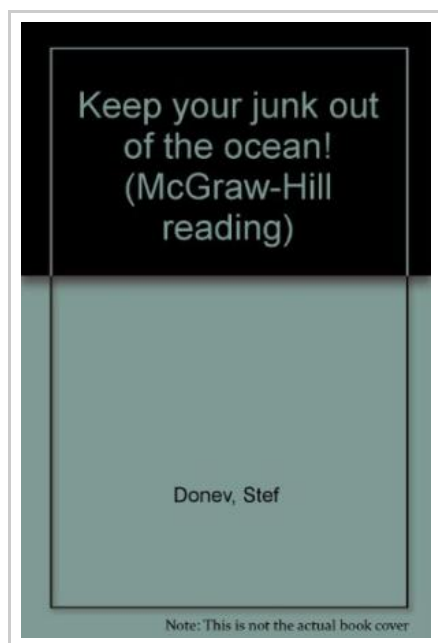 Keep your junk out
of the ocean!
(McGraw-Hill
reading)
Donev, Stef
Note: This is not the actual book cover